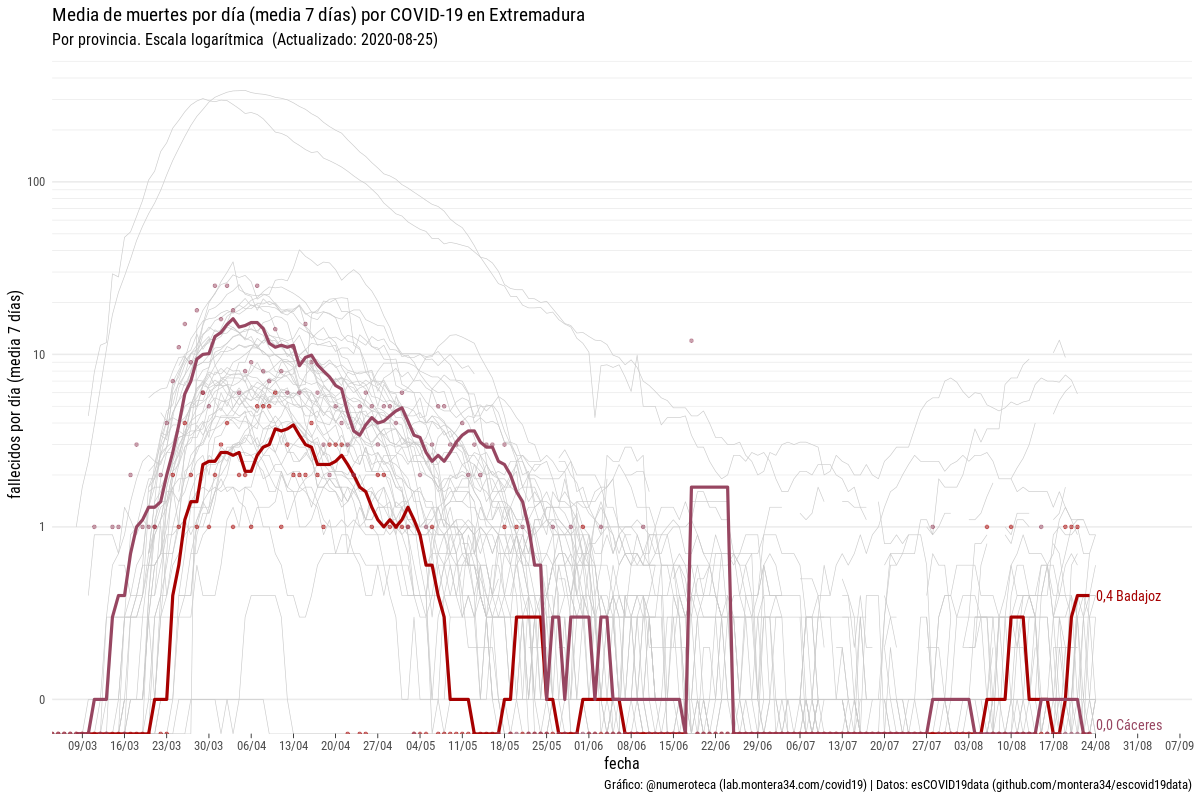 Media de muertes por día (media 7 días) por COVID-19 en Extremadura
Por provincia. Escala logarítmica  (Actualizado: 2020-08-25)
fallecidos por día (media  7 días)
100
10
1
0
0,4 Badajoz
0,0 Cáceres
09/03 16/03 23/03 30/03 06/04 13/04 20/04 27/04 04/05 11/05 18/05 25/05 01/06 08/06 15/06 22/06 29/06 06/07 13/07 20/07 27/07 03/08 10/08 17/08 24/08 31/08 07/09
fecha
Gráfico: @numeroteca (lab.montera34.com/covid19) | Datos: esCOVID19data (github.com/montera34/escovid19data)